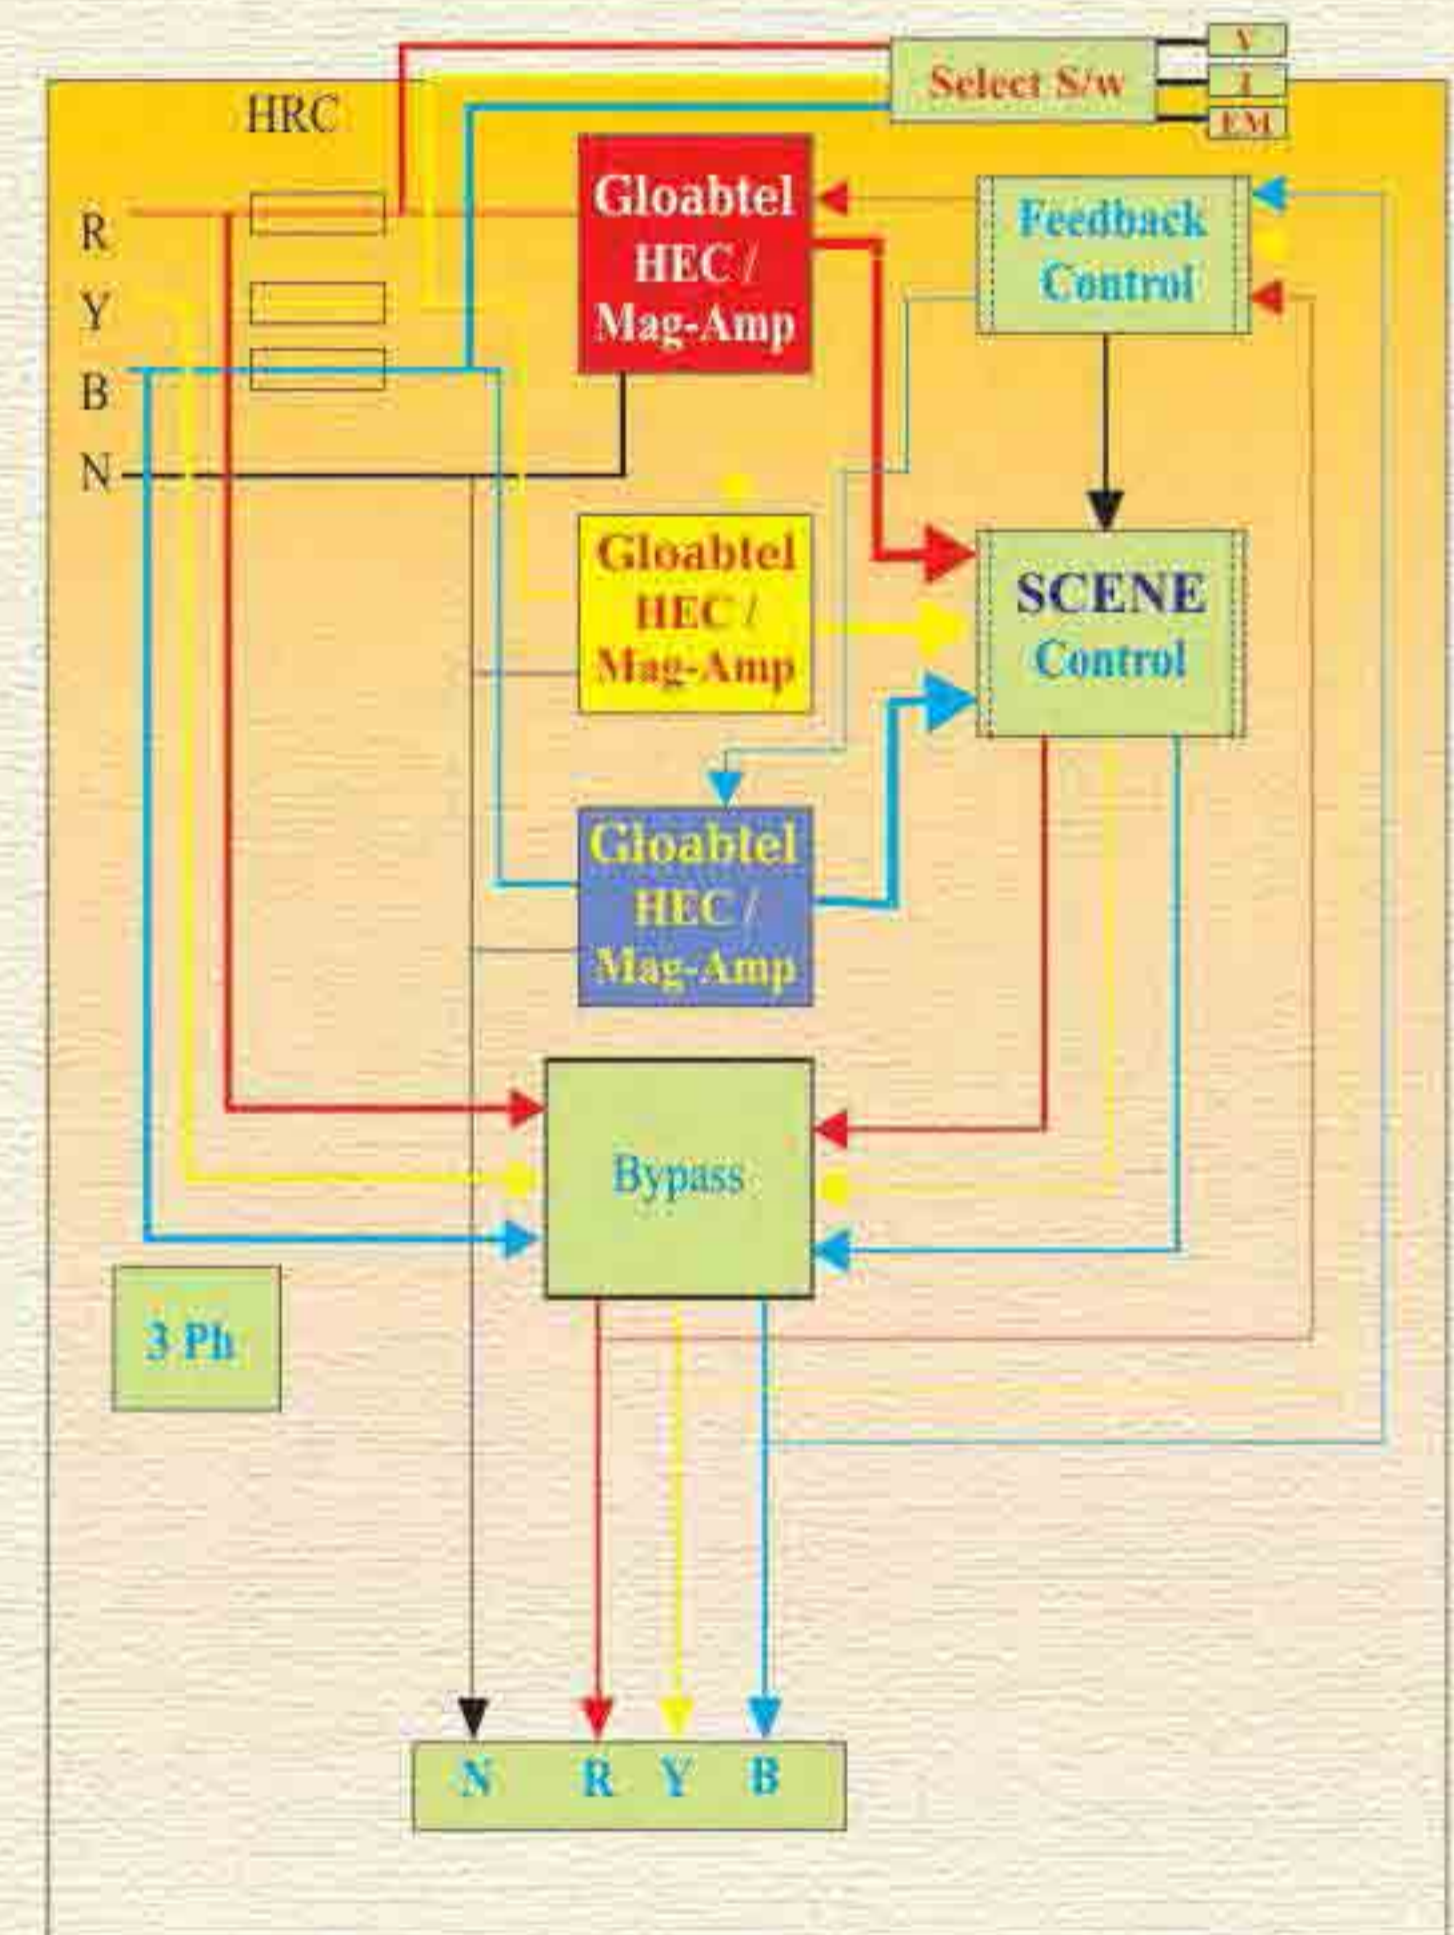 V
Select S/w
I
EM
HRC
R
Y
B
N
Gloabtel
HEC /
Mag-Amp
Feedback
Control
Gloabtel
HEC /
Mag-Amp
SCENE
Control
Gloabtel
HEC /
Mag-Amp
Bypass
3 Ph
N R Y B